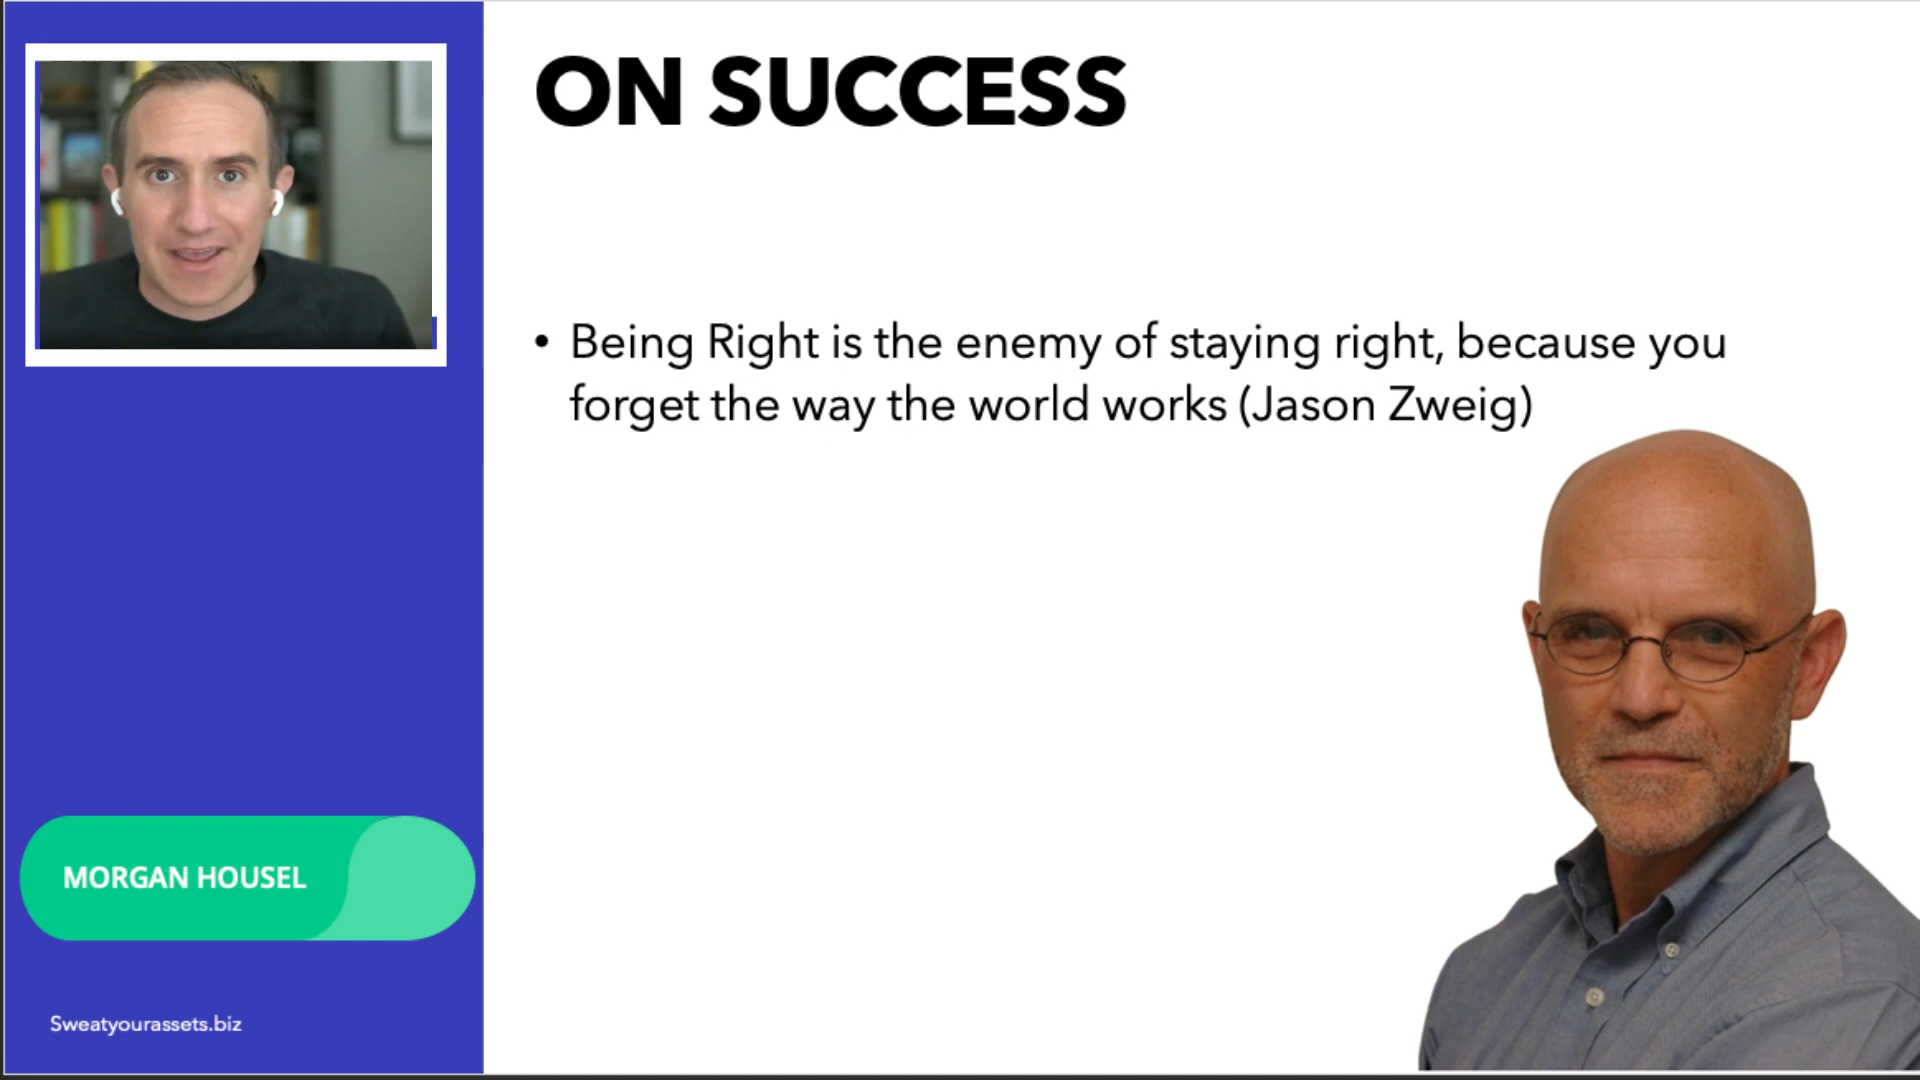 ON SUCCESS
• Being Right is the enemy of staying right, because you
forget the way the world works (Jason Zweig)
MORGAN HOUSEL
Sweatyourassets.biz